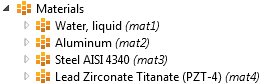 Materials
Water, liquid (mat1)
Aluminum (mat2)
Steel AISI 4340 (mat3)
Lead Zirconate Titanate (PZT-4) (mat4)